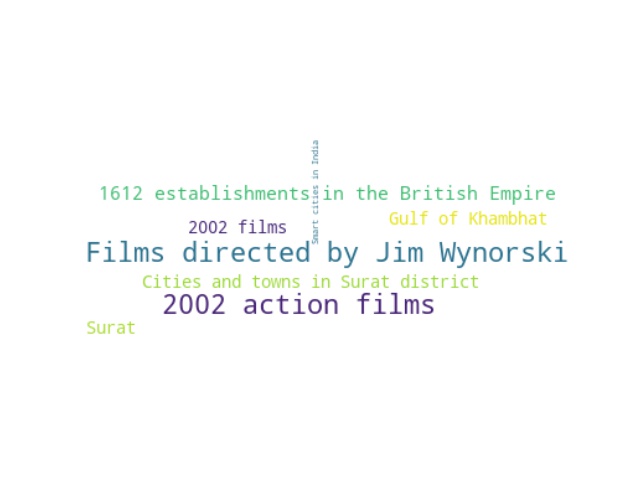 Smart cities in India
1612 establishments in the British Empire
Gulf of Khambhat
2002 films
Films directed by Jim Wynorski
Cities and towns in Surat district
2002 action films
Surat